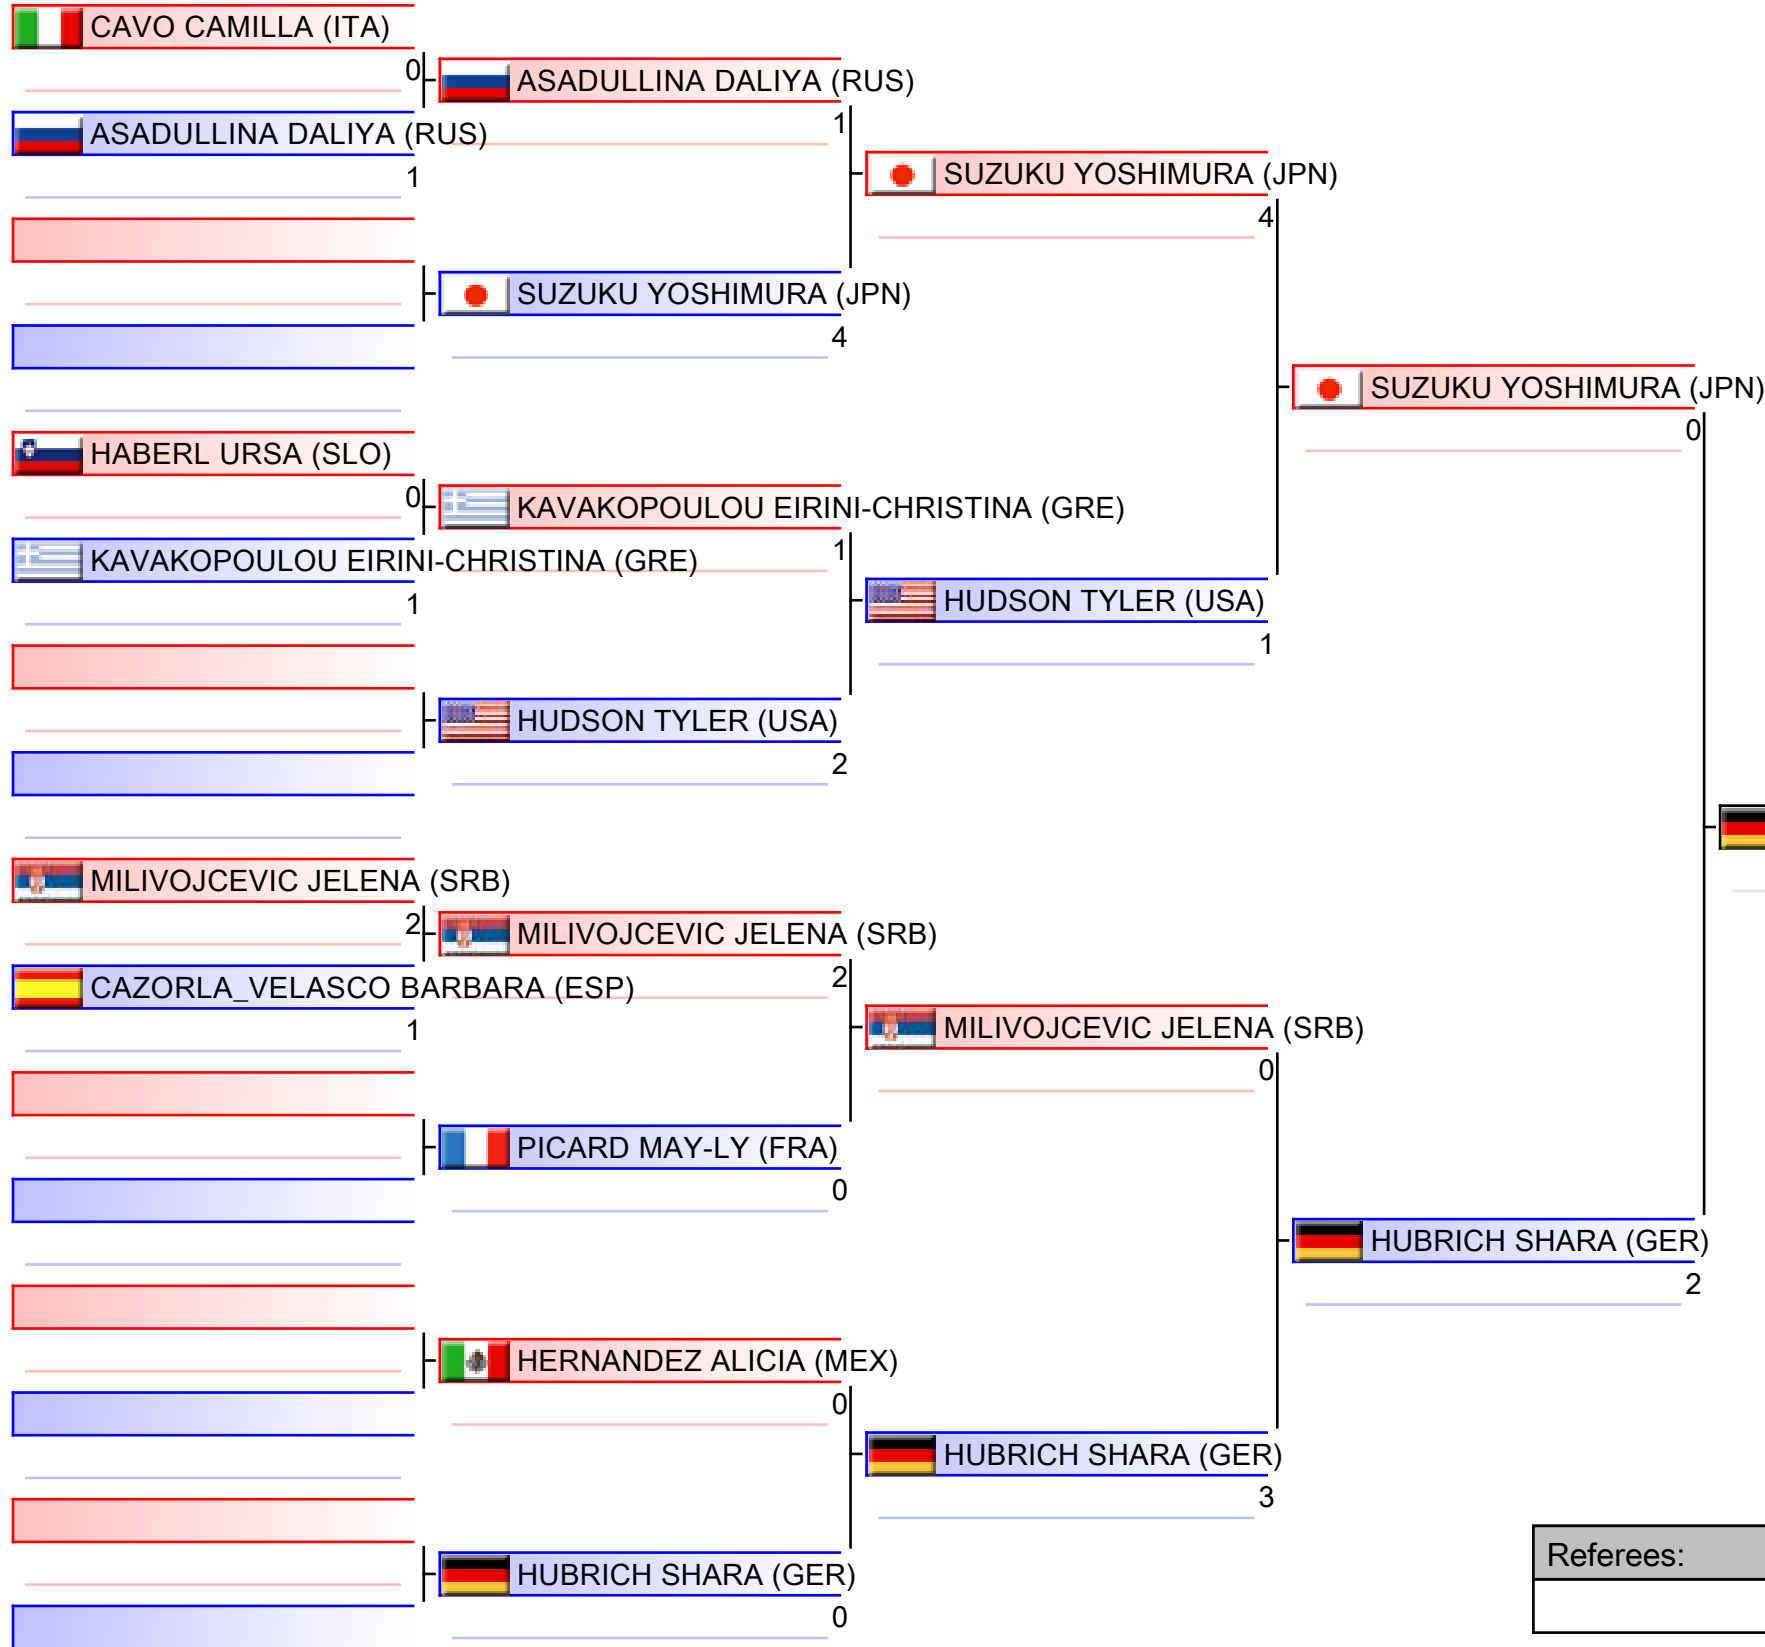 CAVO CAMILLA (ITA)
0
ASADULLINA DALIYA (RUS)
1
ASADULLINA DALIYA (RUS)
1
SUZUKU YOSHIMURA (JPN)
4
SUZUKU YOSHIMURA (JPN)
4
SUZUKU YOSHIMURA (JPN)
0
HABERL URSA (SLO)
0
KAVAKOPOULOU EIRINI-CHRISTINA (GRE)
1
KAVAKOPOULOU EIRINI-CHRISTINA (GRE)
1
HUDSON TYLER (USA)
1
HUDSON TYLER (USA)
2
MILIVOJCEVIC JELENA (SRB)
2
MILIVOJCEVIC JELENA (SRB)
2
CAZORLA_VELASCO BARBARA (ESP)
1
MILIVOJCEVIC JELENA (SRB)
0
PICARD MAY-LY (FRA)
0
HUBRICH SHARA (GER)
2
HERNANDEZ ALICIA (MEX)
0
HUBRICH SHARA (GER)
3
HUBRICH SHARA (GER)
0
Referees: